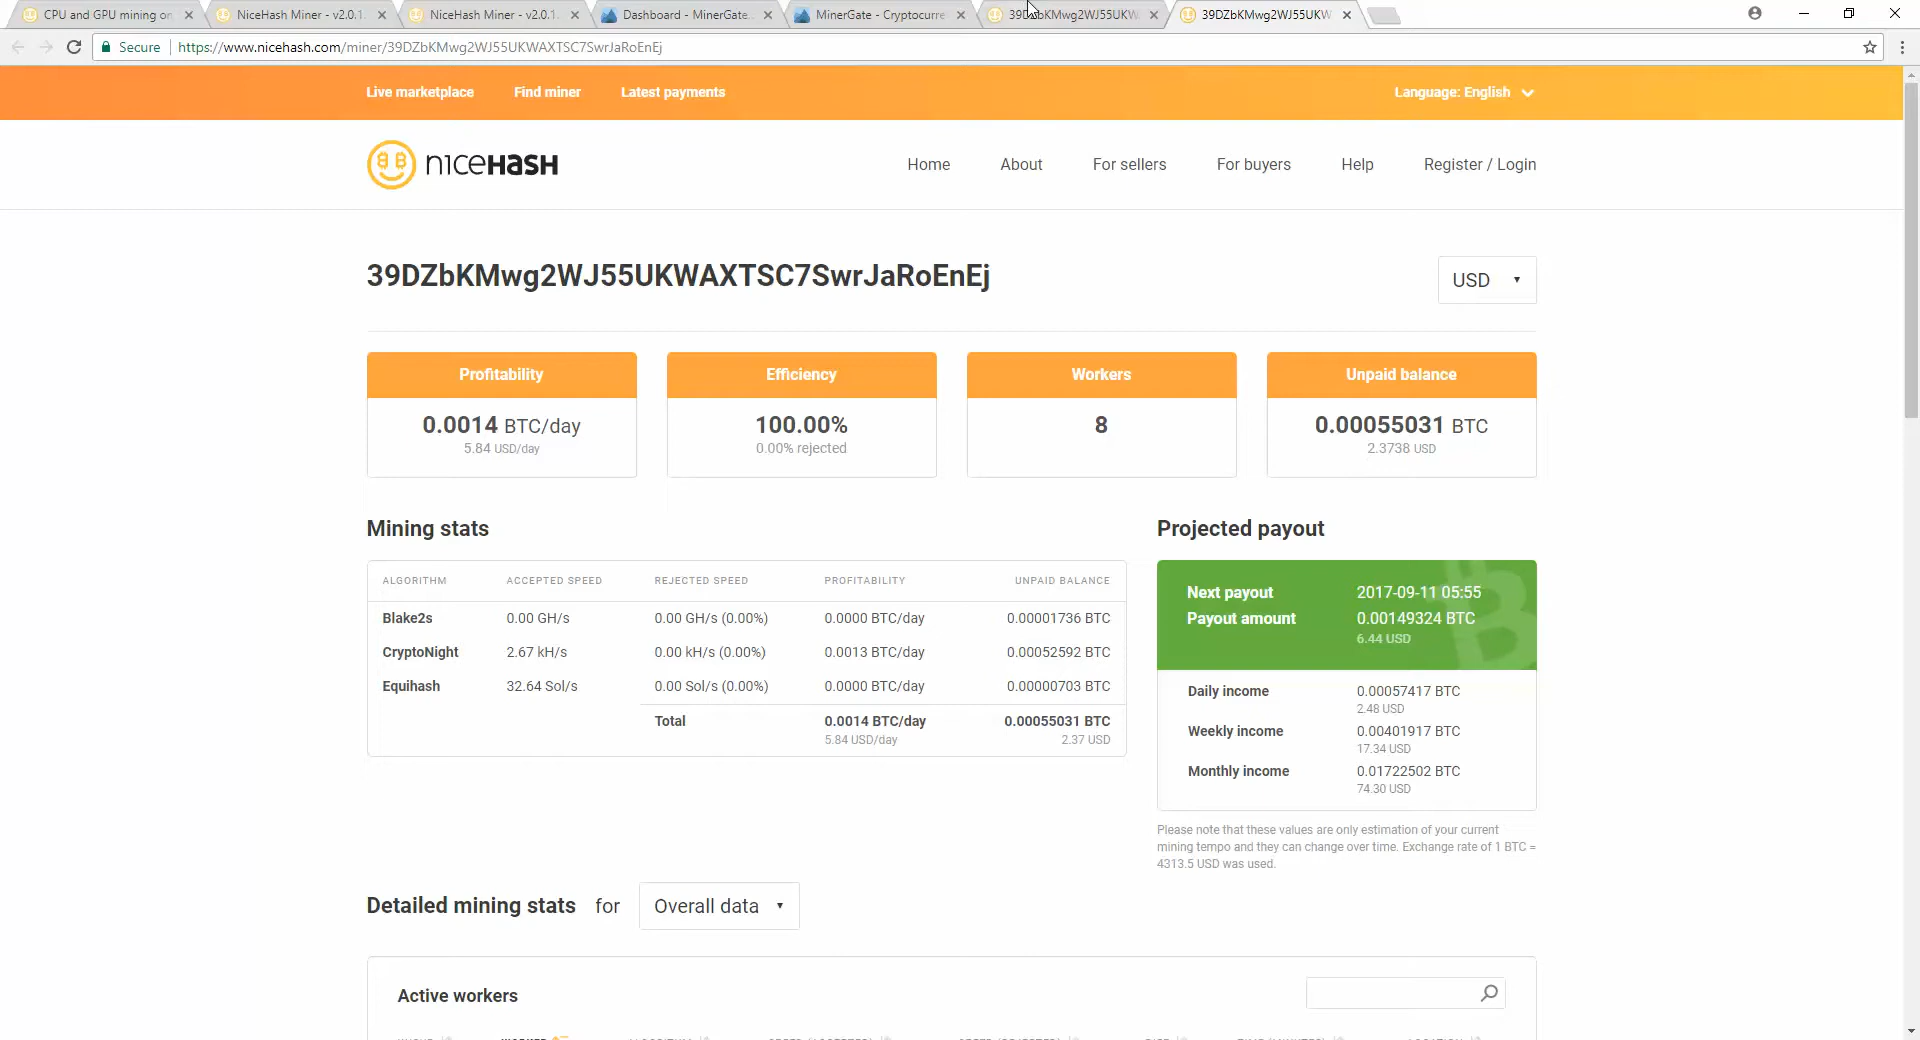 CPU and GPU mining on
NiceHash Miner - v2.0.1.
NiceHash Miner - v2.0.1.
Dashboard - MinerGate
MinerGate - Cryptocurre
39DZbKMwg2WJ55UKW
39DZbKMwg2WJ55UKW
Secure
https://www.nicehash.com/miner/39DZbKMwg2WJ55UKWAXTSC7SwrJaRoEnEj
Live marketplace
Find miner
Latest payments
Language: English
nıceHasH
Home
About
For sellers
For buyers
Help
Register / Login
39DZbKMwg2WJ55UKWAXTSC7SwrJaRoEnEj
USD
Profitability
Efficiency
Workers
Unpaid balance
0.0014 BTC/day
100.00%
8
0.00055031 BTC
5.84 USD/day
0.00% rejected
2.3738 USD
Mining stats
ALGORITHM ACCEPTED SPEED REJECTED SPEED PROFITABILITY UNPAID BALANCE
Blake2s 0.00 GH/s 0.00 GH/s (0.00%) 0.0000 BTC/day 0.00001736 BTC
CryptoNight 2.67 kH/s 0.00 kH/s (0.00%) 0.0013 BTC/day 0.00052592 BTC
Equihash 32.64 Sol/s 0.00 Sol/s (0.00%) 0.0000 BTC/day 0.00000703 BTC
Total 0.0014 BTC/day 0.00055031 BTC
5.84 USD/day 2.37 USD
Projected payout
Next payout 2017-09-11 05:55
Payout amount 0.00149324 BTC
6.44 USD
Daily income 0.00057417 BTC
2.48 USD
Weekly income 0.00401917 BTC
17.34 USD
Monthly income 0.01722502 BTC
74.30 USD
Please note that these values are only estimation of your current
mining tempo and they can change over time. Exchange rate of 1 BTC =
4313.5 USD was used.
Detailed mining stats for Overall data
Active workers